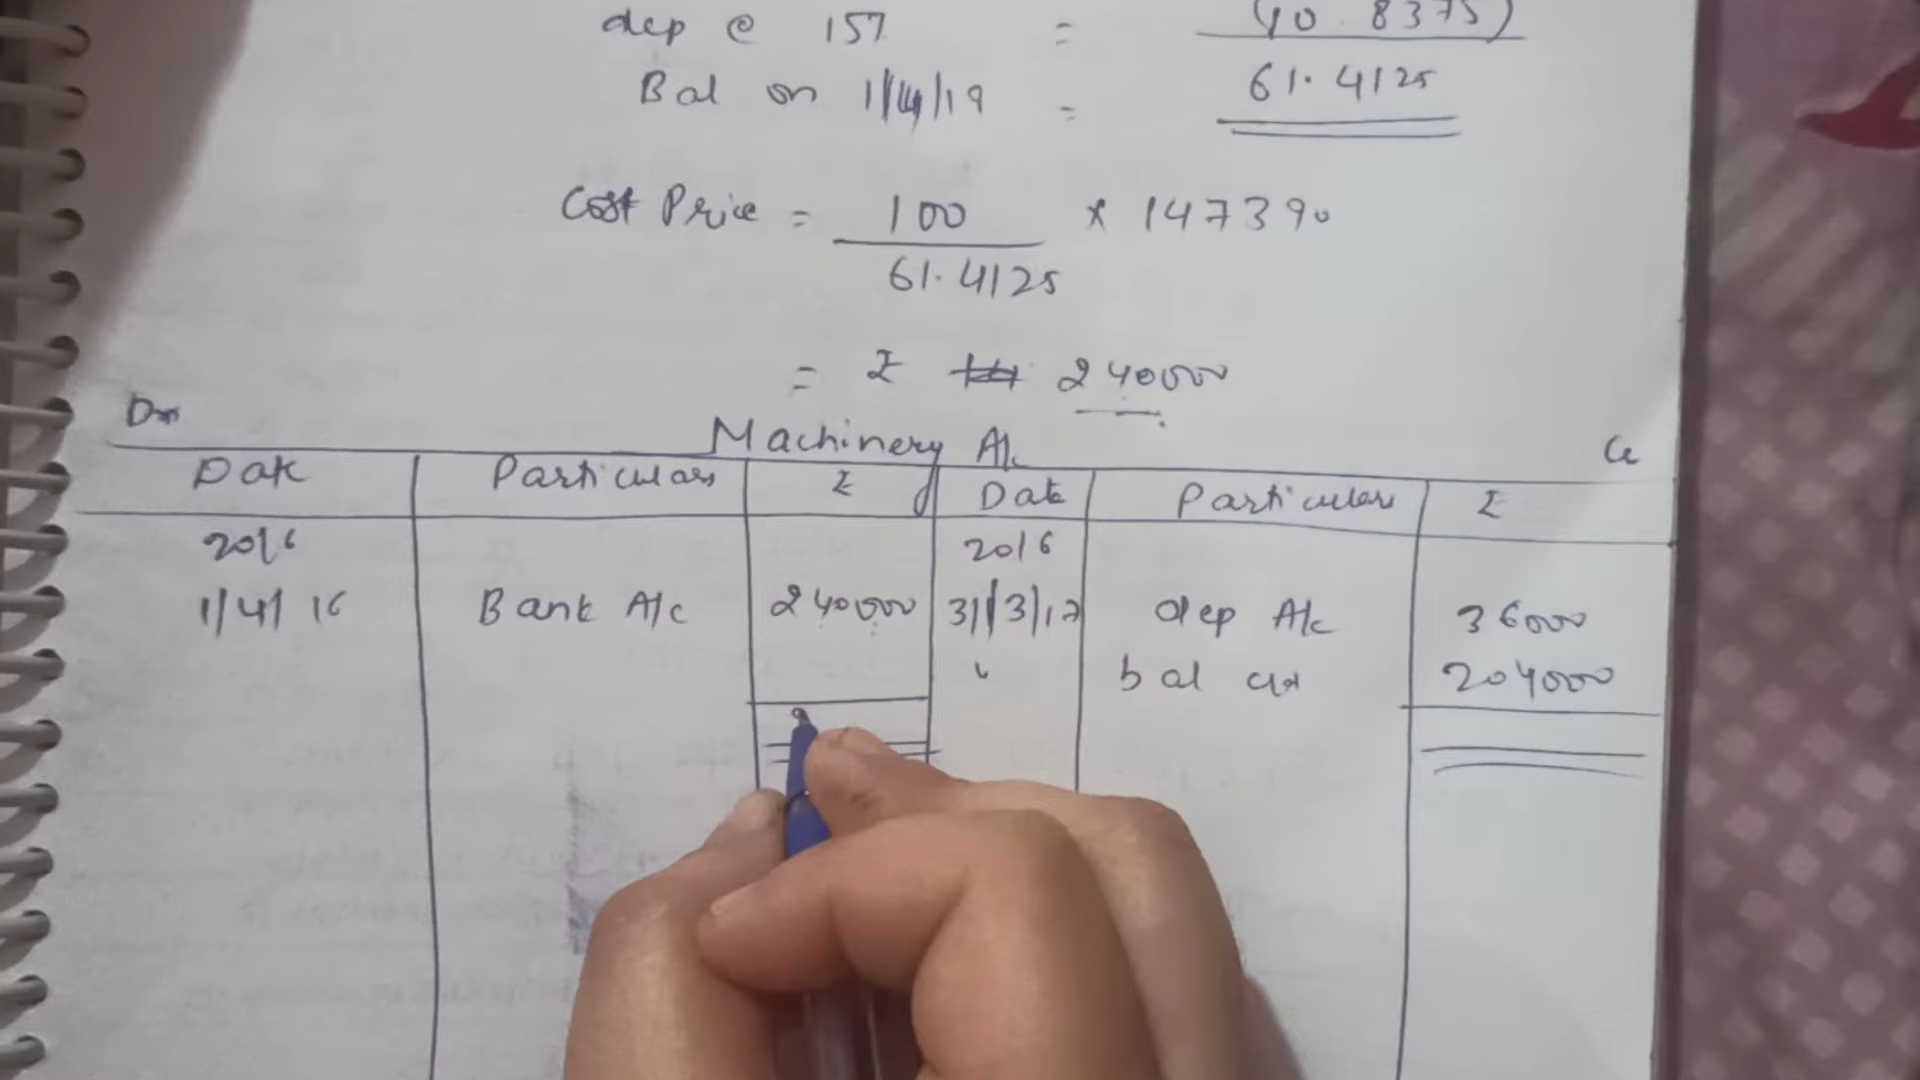 dep @ 15% = (10.8375)
Bal on 1/4/19 = 61.4125
Cost Price = 100 * 147390
61.4125
= ₹ 240000
Dr Machinery A/c Cr
Date Particulars ₹ Date Particulars ₹
2016 2016
1/4/16 Bank A/c 240000 31/3/17 dep A/c 36000
" bal c/d 204000